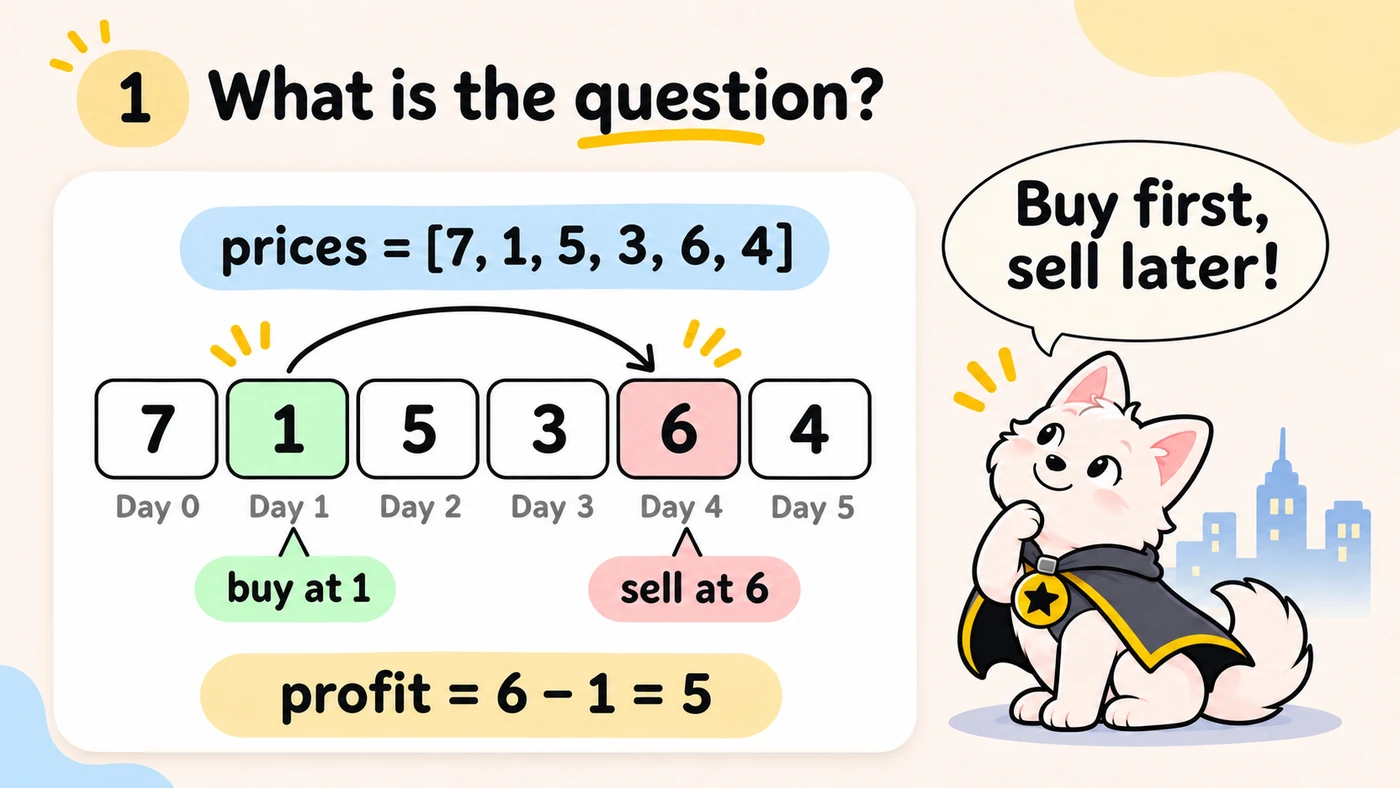 1 What is the question?
prices = [7, 1, 5, 3, 6, 4]
7 1 5 3 6 4
Day 0 Day 1 Day 2 Day 3 Day 4 Day 5
buy at 1 sell at 6
profit = 6 – 1 = 5
Buy first,
sell later!